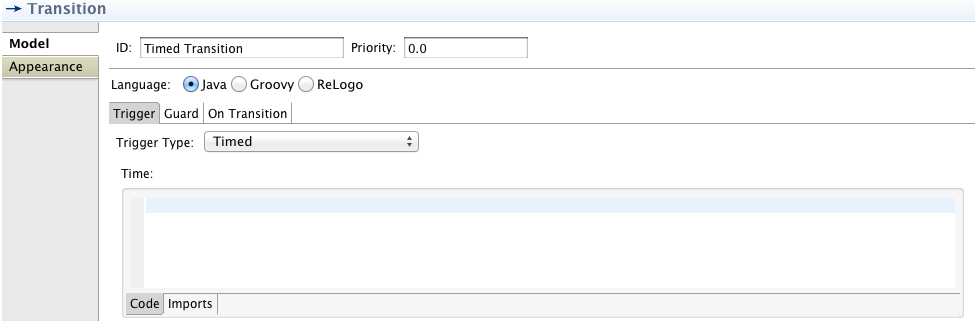 Transition
Model
Appearance
ID: Timed Transition Priority: 0.0
Language: Java Groovy ReLogo
Trigger Guard On Transition
Trigger Type: Timed
Time:
Code Imports